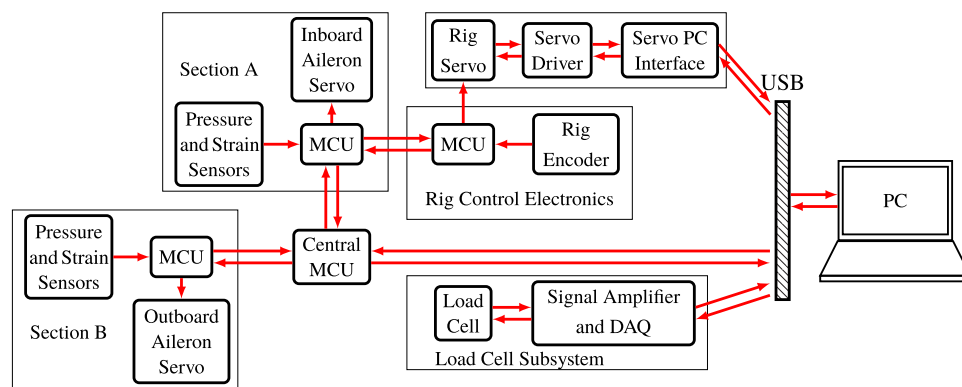 Section A
Inboard
Aileron
Servo
Pressure
and Strain
Sensors
MCU
Rig
Servo
Servo
Driver
Servo PC
Interface
USB
MCU
Rig
Encoder
Rig Control Electronics
PC
Pressure
and Strain
Sensors
MCU
Outboard
Aileron
Servo
Section B
Central
MCU
Load
Cell
Signal Amplifier
and DAQ
Load Cell Subsystem